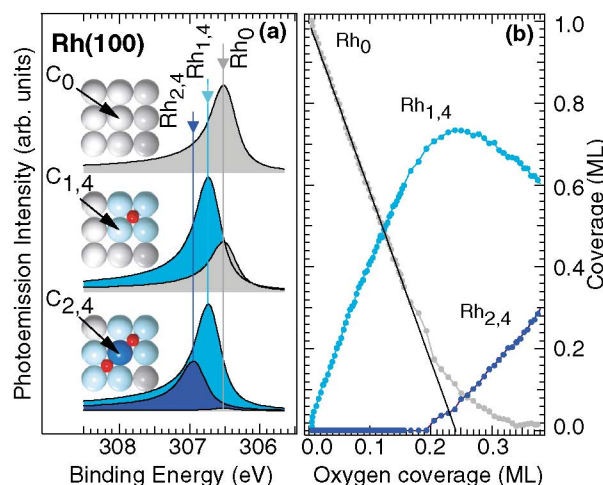 Rh(100)
(a)
Rh0
Rh1,4
Rh2,4
C0
C1,4
C2,4
Photoemission Intensity (arb. units)
308 307 306
Binding Energy (eV)
(b)
Rh0
Rh1,4
Rh2,4
1.0
0.8
0.6
0.4
0.2
0.0
Coverage (ML)
0.0 0.1 0.2 0.3
Oxygen coverage (ML)